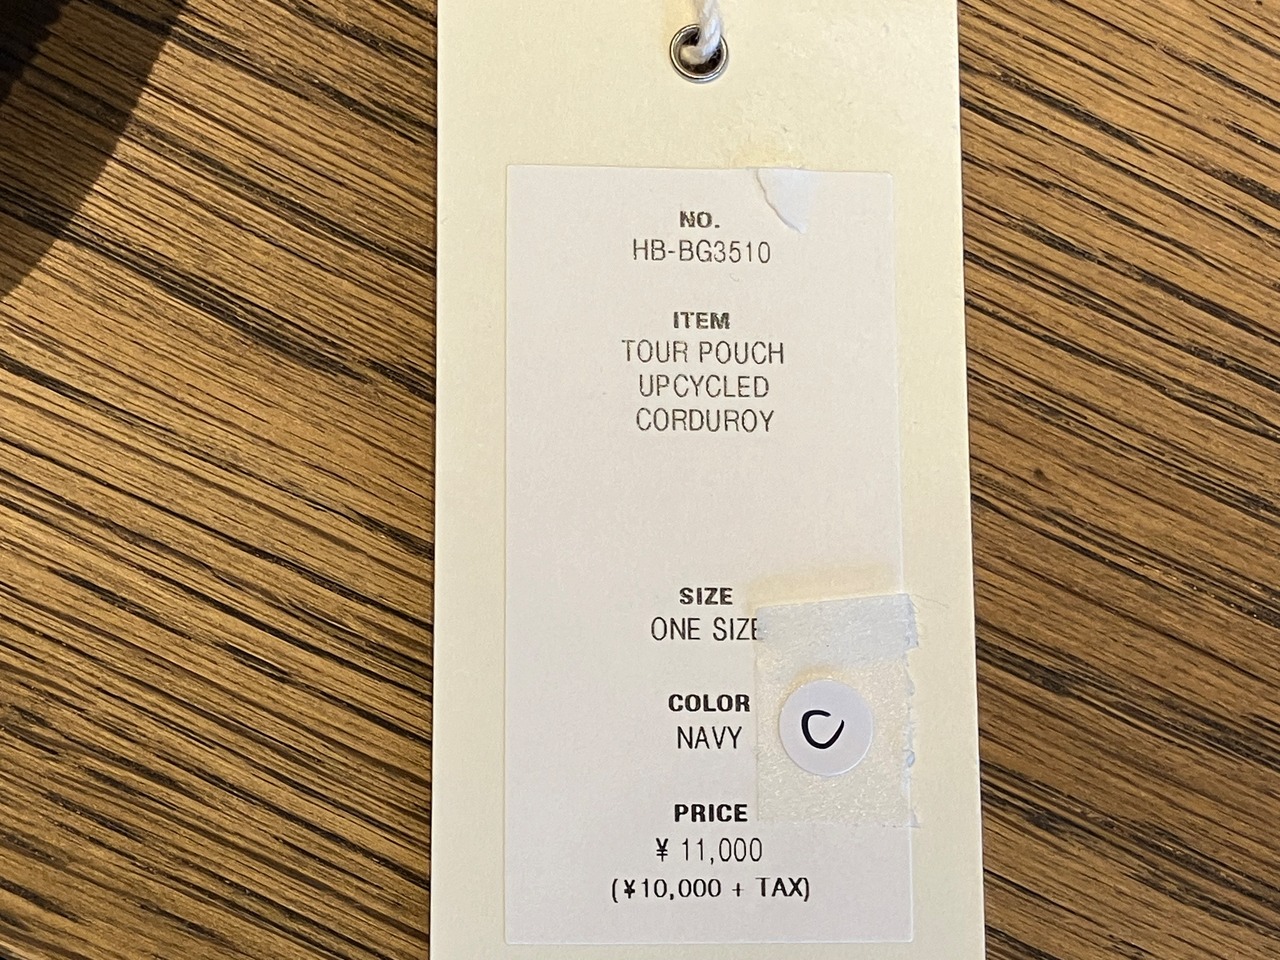 NO.
HB-BG3510
ITEM
TOUR POUCH
UPCYCLED
CORDUROY
SIZE
ONE SIZE
COLOR
NAVY
C
PRICE
¥ 11,000
(¥10,000 + TAX)